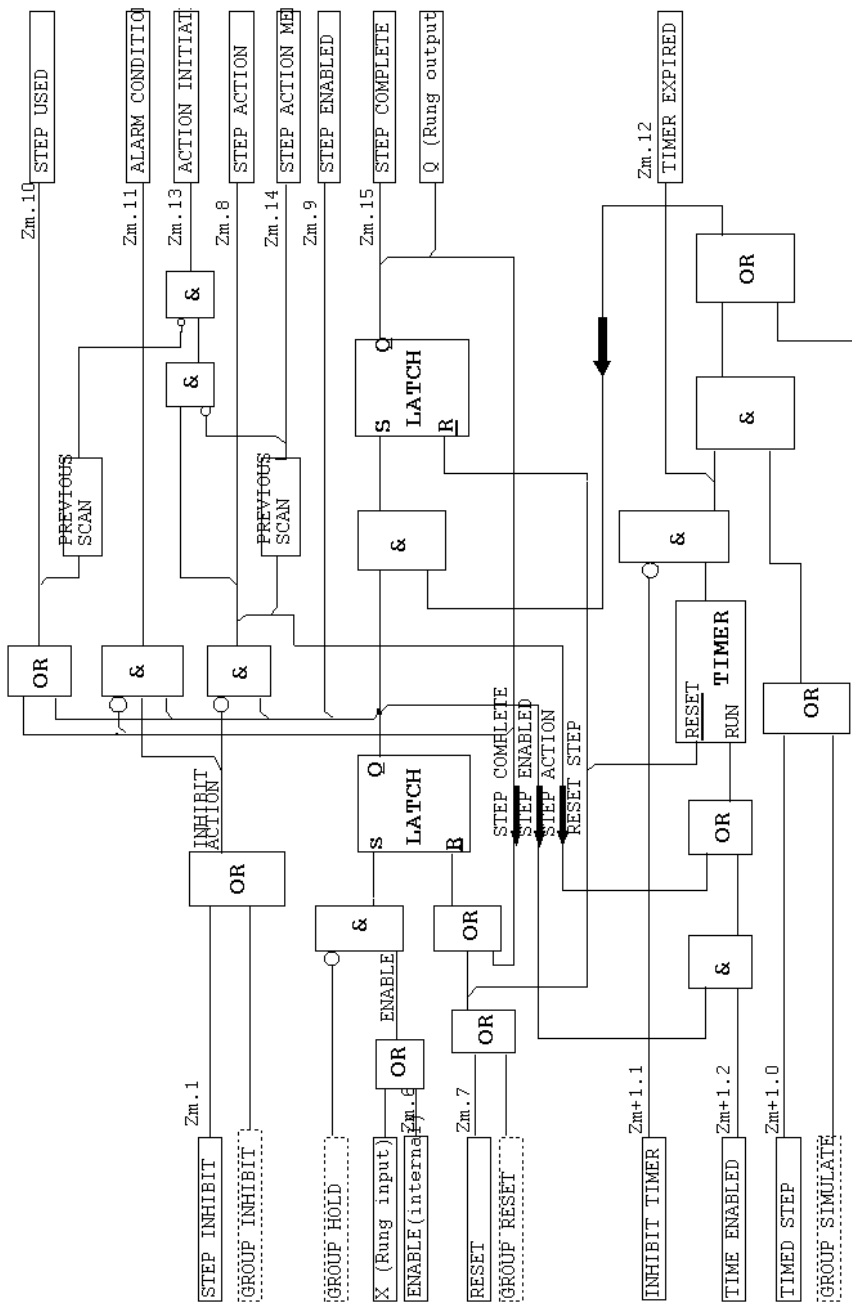 STEP INHIBIT
Zm.1
GROUP INHIBIT
OR
INHIBIT
ACTION
GROUP HOLD
X (Rung input)
ENABLE(internal)
Zm.6
OR
ENABLE
&
S
Q
LATCH
R
OR
RESET
Zm.7
GROUP RESET
OR
INHIBIT TIMER
Zm+1.1
TIME ENABLED
Zm+1.2
&
OR
RESET
TIMER
RUN
TIMED STEP
Zm+1.0
GROUP SIMULATE
OR
STEP COMPLETE
STEP ENABLED
STEP ACTION
RESET STEP
OR
&
&
PREVIOUS
SCAN
PREVIOUS
SCAN
&
&
&
S
Q
LATCH
R
&
&
OR
Zm.10
STEP USED
Zm.11
ALARM CONDITIO
Zm.13
ACTION INITIAT
Zm.8
STEP ACTION
Zm.14
STEP ACTION ME
Zm.9
STEP ENABLED
Zm.15
STEP COMPLETE
Q (Rung output
Zm.12
TIMER EXPIRED